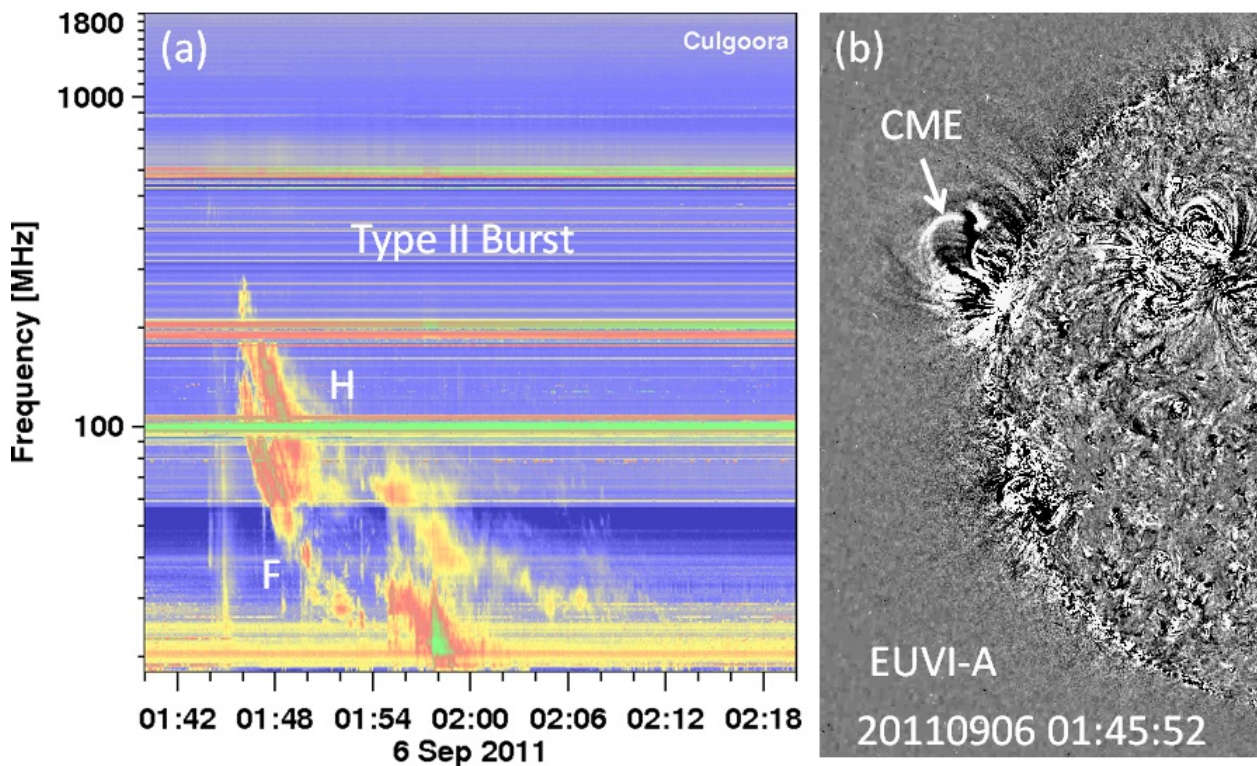 (a)
Culgoora
1800
1000
Type II Burst
H
100
F
Frequency [MHz]
01:42 01:48 01:54 02:00 02:06 02:12 02:18
6 Sep 2011
(b)
CME
EUVI-A
20110906 01:45:52